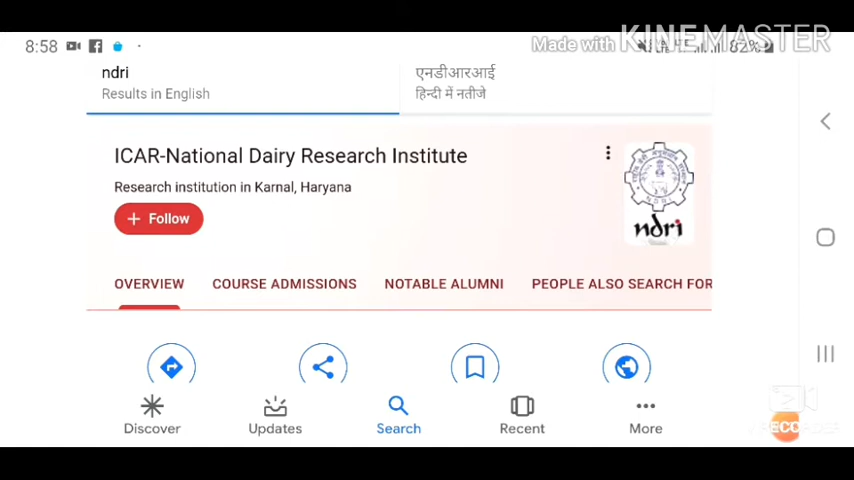 8:58
Made with KINEMASTER
82%
ndri
Results in English
एनडीआरआई
हिन्दी में नतीजे
ICAR-National Dairy Research Institute
Research institution in Karnal, Haryana
+ Follow
ndri
OVERVIEW COURSE ADMISSIONS NOTABLE ALUMNI PEOPLE ALSO SEARCH FOR
Discover Updates Search Recent More